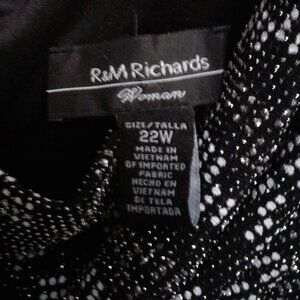 R&M Richards
Woman
SIZE/TALLA
22W
MADE IN
VIETNAM
OF IMPORTED
FABRIC
HECHO EN
VIETNAM
DE TELA
IMPORTADA